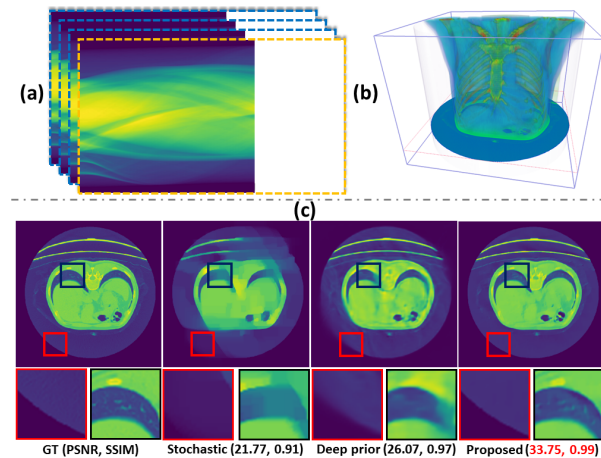 (a)
(b)
(c)
GT (PSNR, SSIM)
Stochastic (21.77, 0.91)
Deep prior (26.07, 0.97)
Proposed (33.75, 0.99)